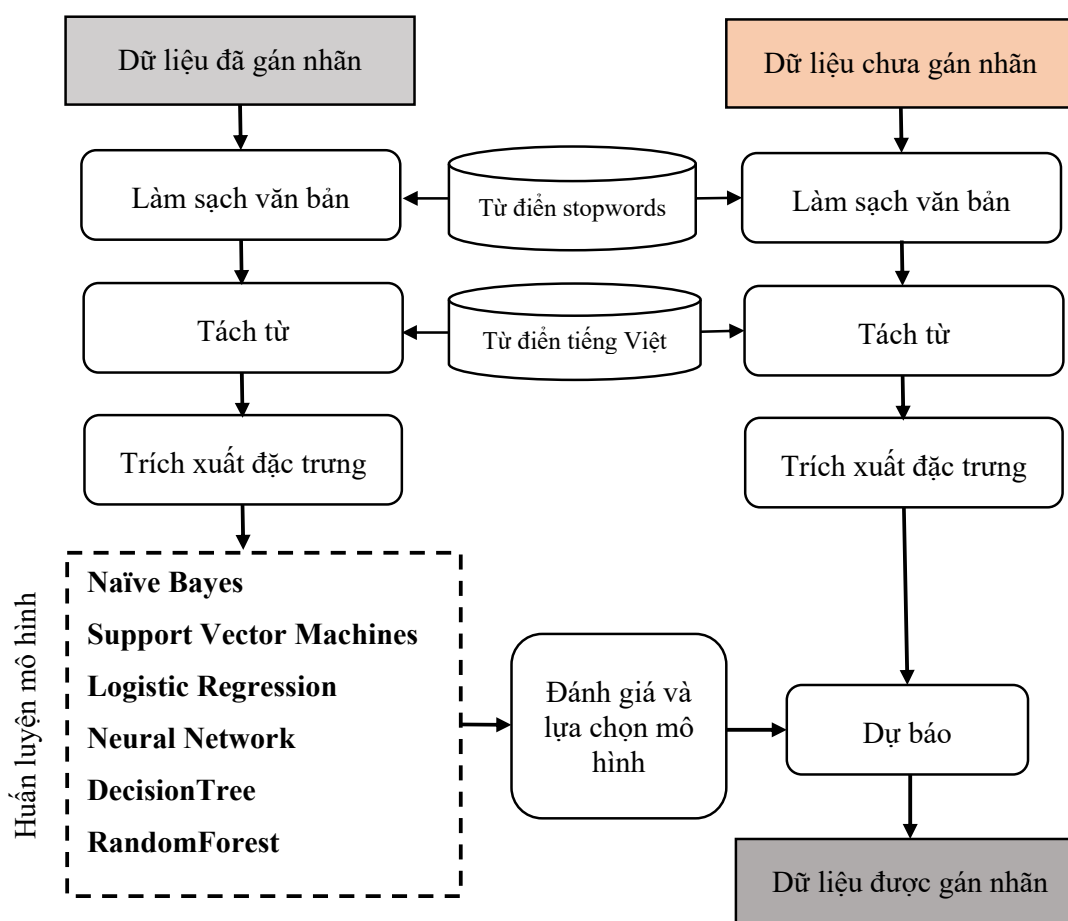 Dữ liệu đã gán nhãn
Dữ liệu chưa gán nhãn
Làm sạch văn bản
Từ điển stopwords
Làm sạch văn bản
Tách từ
Từ điển tiếng Việt
Tách từ
Trích xuất đặc trưng
Trích xuất đặc trưng
Huấn luyện mô hình
Naïve Bayes
Support Vector Machines
Logistic Regression
Neural Network
DecisionTree
RandomForest
Đánh giá và
lựa chọn mô
hình
Dự báo
Dữ liệu được gán nhãn